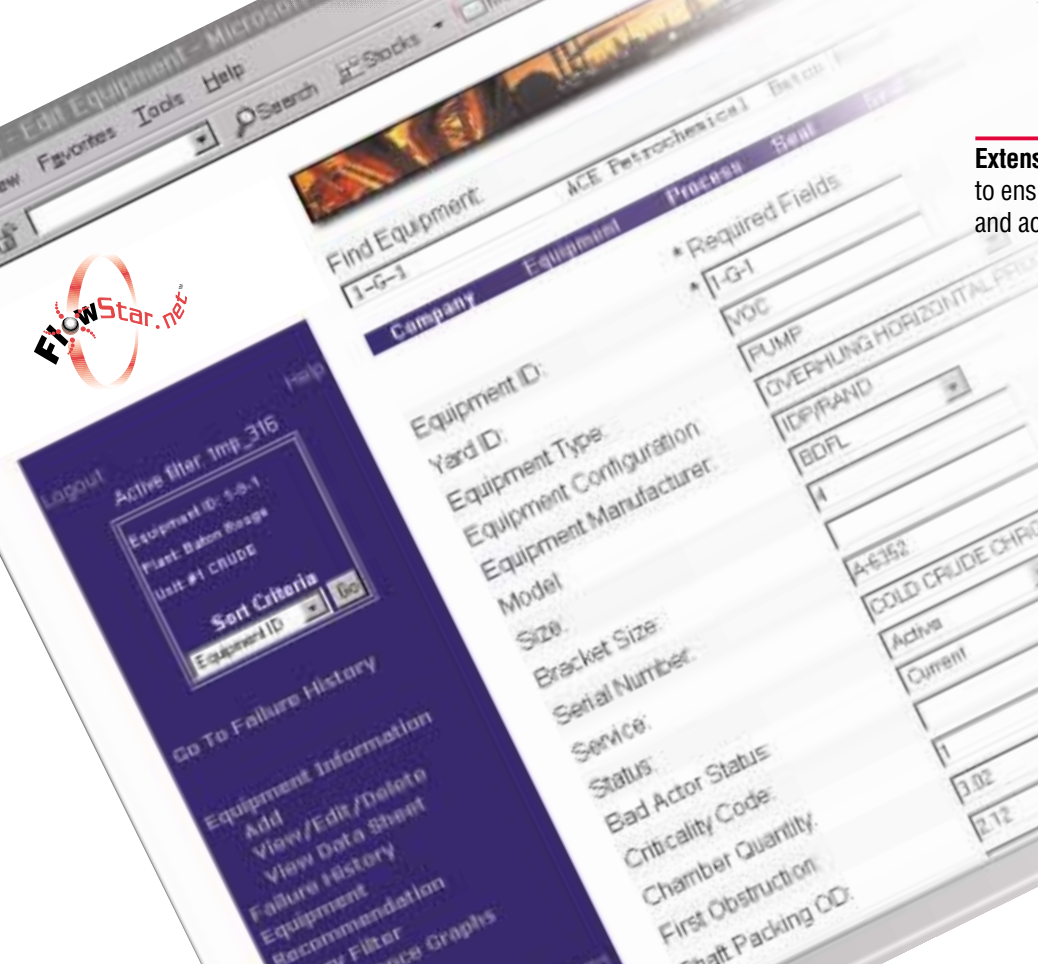 - Edit Equipment - Microsoft
Favorites Tools Help
Search Stocks
Extens
to ens
and ac
FlowStar.net
Find Equipment: ACE Petrochemical Baton
1-G-1
Company Equipment Process Seal
* Required Fields
Equipment ID: * 1-G-1
Yard ID: VOC
Equipment Type: PUMP
Equipment Configuration: OVERHUNG HORIZONTAL PRO
Equipment Manufacturer: IDP/RAND
Model: BDFL
Size: 4
Bracket Size:
Serial Number: A-6352
Service: COLD CRUDE CHRO
Status: Active
Bad Actor Status: Current
Criticality Code:
Chamber Quantity: 1
First Obstruction: 3.02
Shaft Packing OD: 2.12
Help
Logout
Active filter: tmp_316
Equipment ID: 1-G-1
Plant: Baton Rouge
Unit: #1 CRUDE
Sort Criteria
Equipment ID Go
Go To Failure History
Equipment Information
Add
View/Edit/Delete
View Data Sheet
Failure History
Equipment
Recommendation
Filter
Graphs